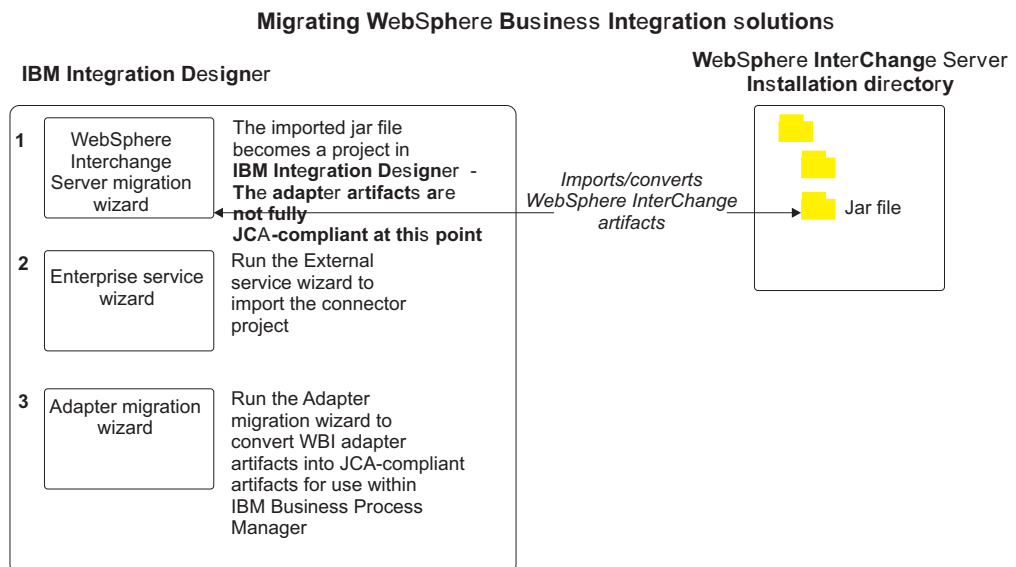 Migrating WebSphere Business Integration solutions
IBM Integration Designer
WebSphere InterChange Server
Installation directory
1
WebSphere
Interchange
Server migration
wizard
The imported jar file
becomes a project in
IBM Integration Designer -
The adapter artifacts are
not fully
JCA-compliant at this point
Imports/converts
WebSphere InterChange
artifacts
Jar file
2
Enterprise service
wizard
Run the External
service wizard to
import the connector
project
3
Adapter migration
wizard
Run the Adapter
migration wizard to
convert WBI adapter
artifacts into JCA-compliant
artifacts for use within
IBM Business Process
Manager